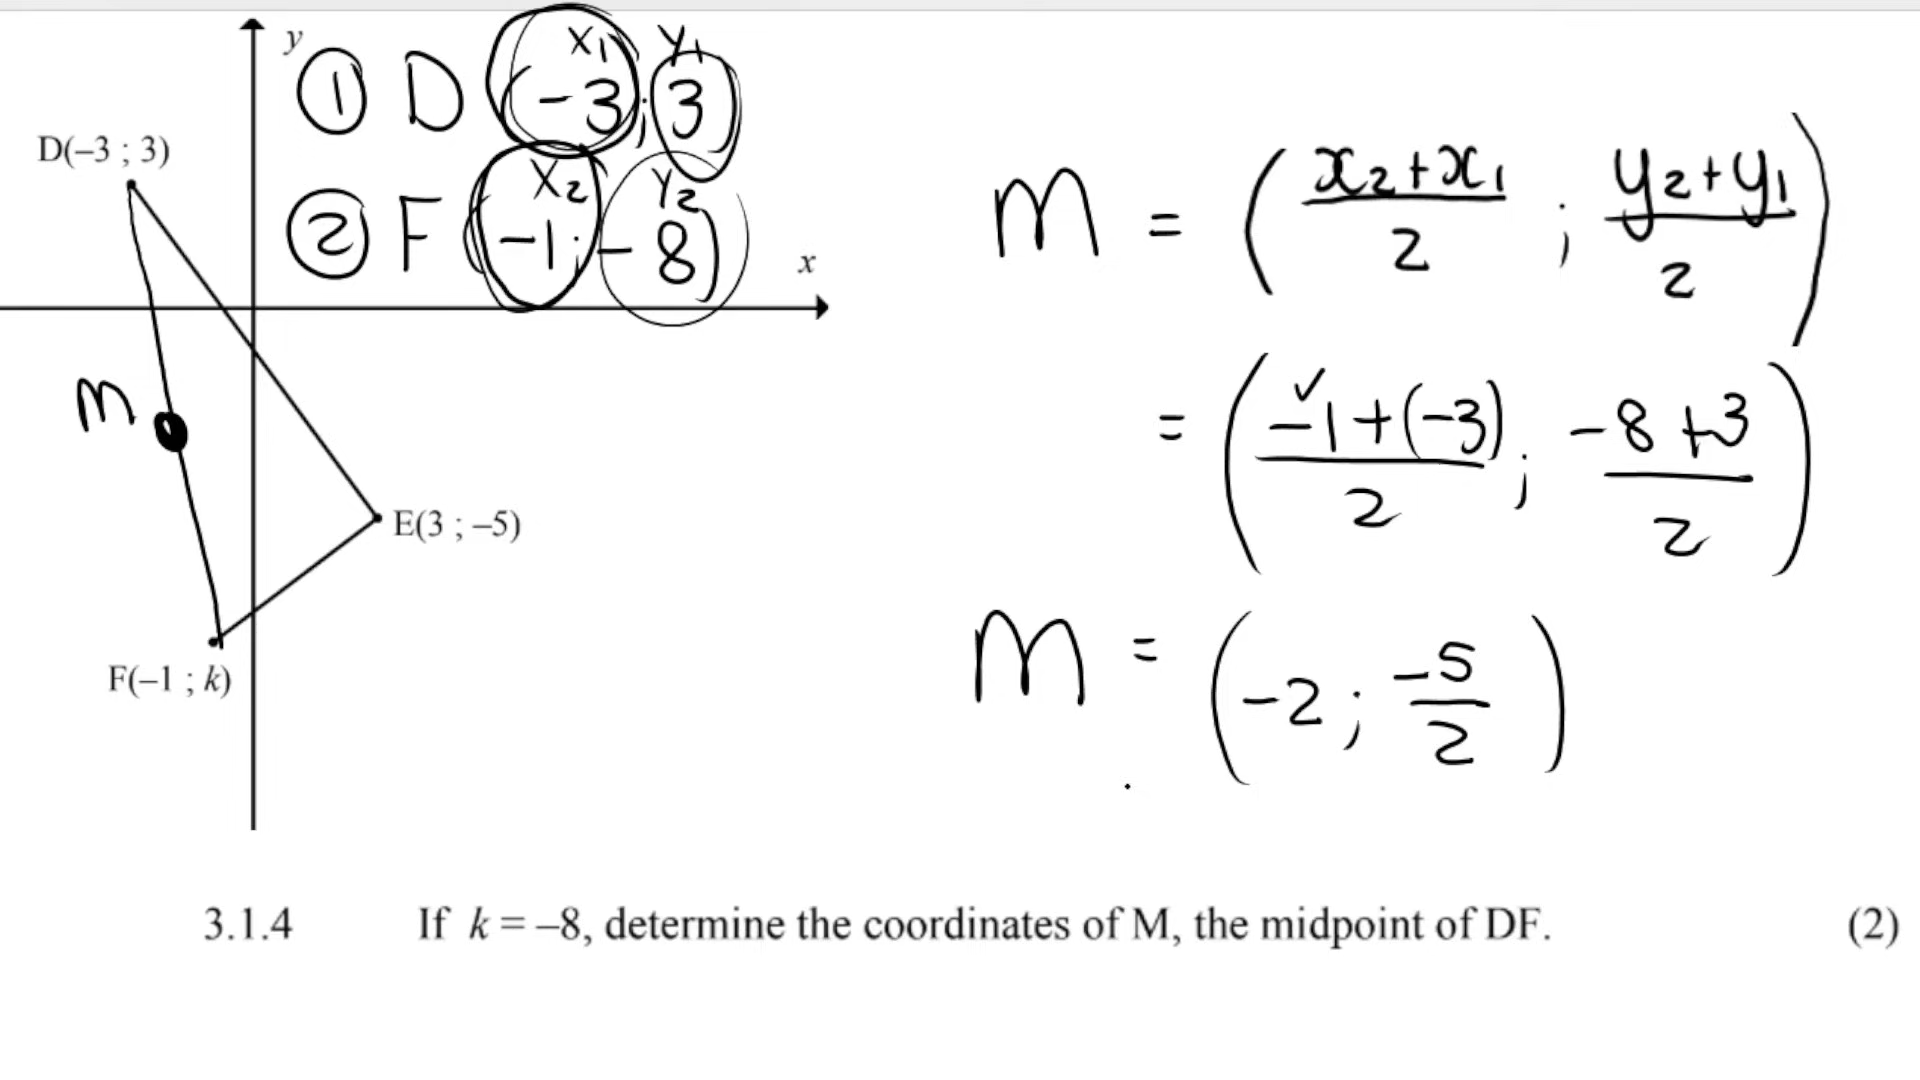 y
x₁ y₁
① D (-3; 3)
D(–3 ; 3)
x₂ y₂
② F (-1; -8)
x
m = (x₂+x₁/2 ; y₂+y₁/2)
m
= (-1+(-3)/2 ; -8+3/2)
E(3 ; –5)
F(–1 ; k)
m = (-2; -5/2)
3.1.4 If k = –8, determine the coordinates of M, the midpoint of DF. (2)